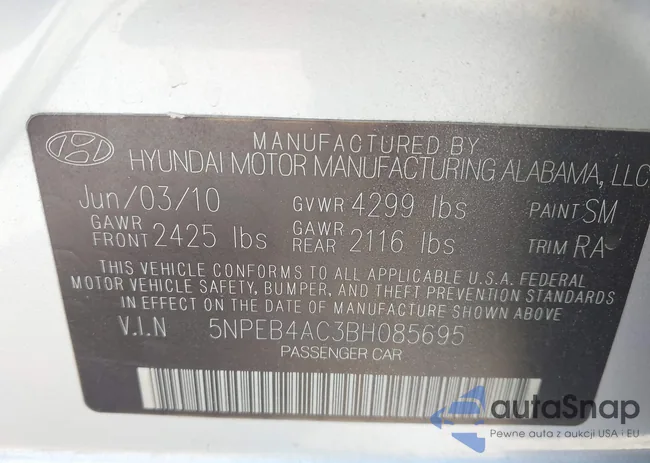 MANUFACTURED BY
HYUNDAI MOTOR MANUFACTURING ALABAMA, LLC
Jun/03/10 GVWR 4299 lbs PAINT SM
GAWR FRONT 2425 lbs GAWR REAR 2116 lbs TRIM RA
THIS VEHICLE CONFORMS TO ALL APPLICABLE U.S.A. FEDERAL
MOTOR VEHICLE SAFETY, BUMPER, AND THEFT PREVENTION STANDARDS
IN EFFECT ON THE DATE OF MANUFACTURE SHOWN ABOVE
V.I.N 5NPEB4AC3BH085695
PASSENGER CAR
autaSnap
Pewne auta z aukcji USA i EU